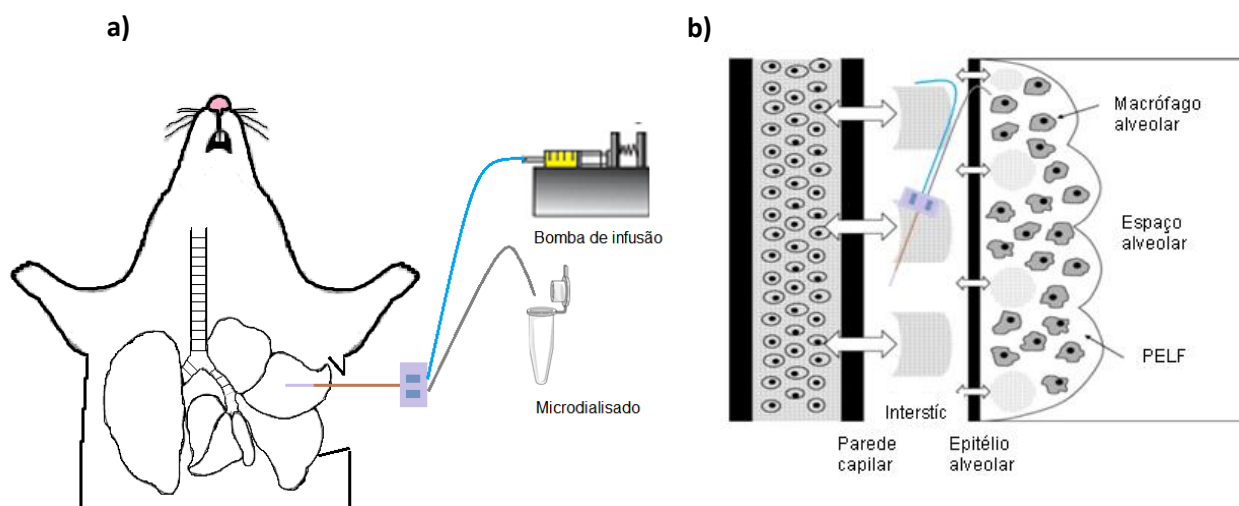 a)
Bomba de infusão
Microdialisado
b)
Macrófago
alveolar
Espaço
alveolar
PELF
Interstíc
Parede
capilar
Epitélio
alveolar